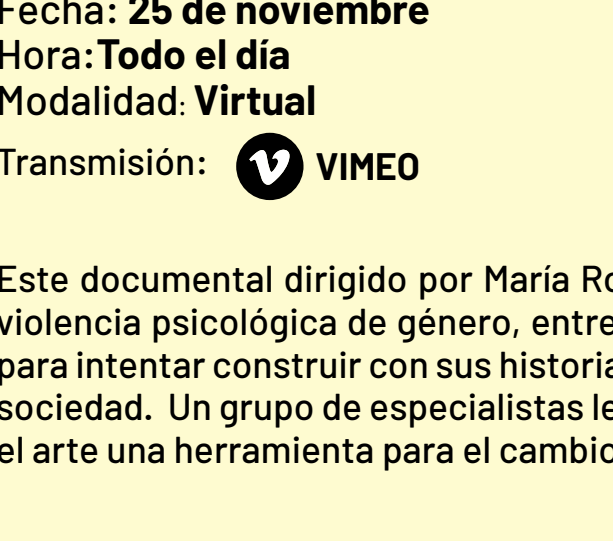 Fecha: 25 de noviembre
Hora: Todo el día
Modalidad: Virtual
Transmisión: VIMEO
Este documental dirigido por María
violencia psicológica de género, entre
para intentar construir con sus historia
sociedad. Un grupo de especialistas
el arte una herramienta para el cambio